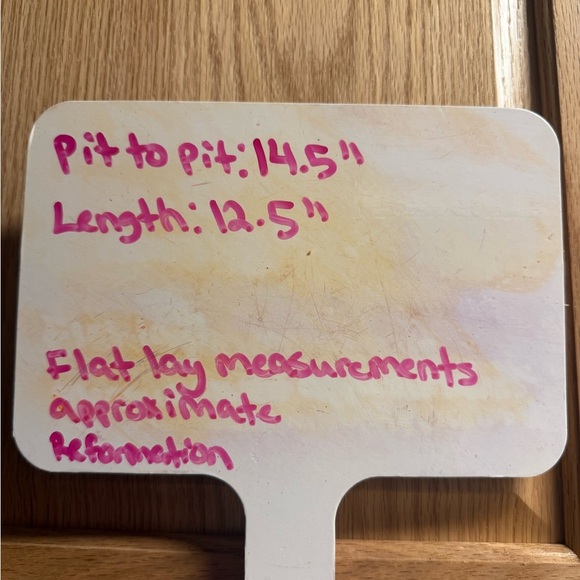 Pit to pit: 14.5"
Length: 12.5"
Flat lay measurements
approximate
Reformation